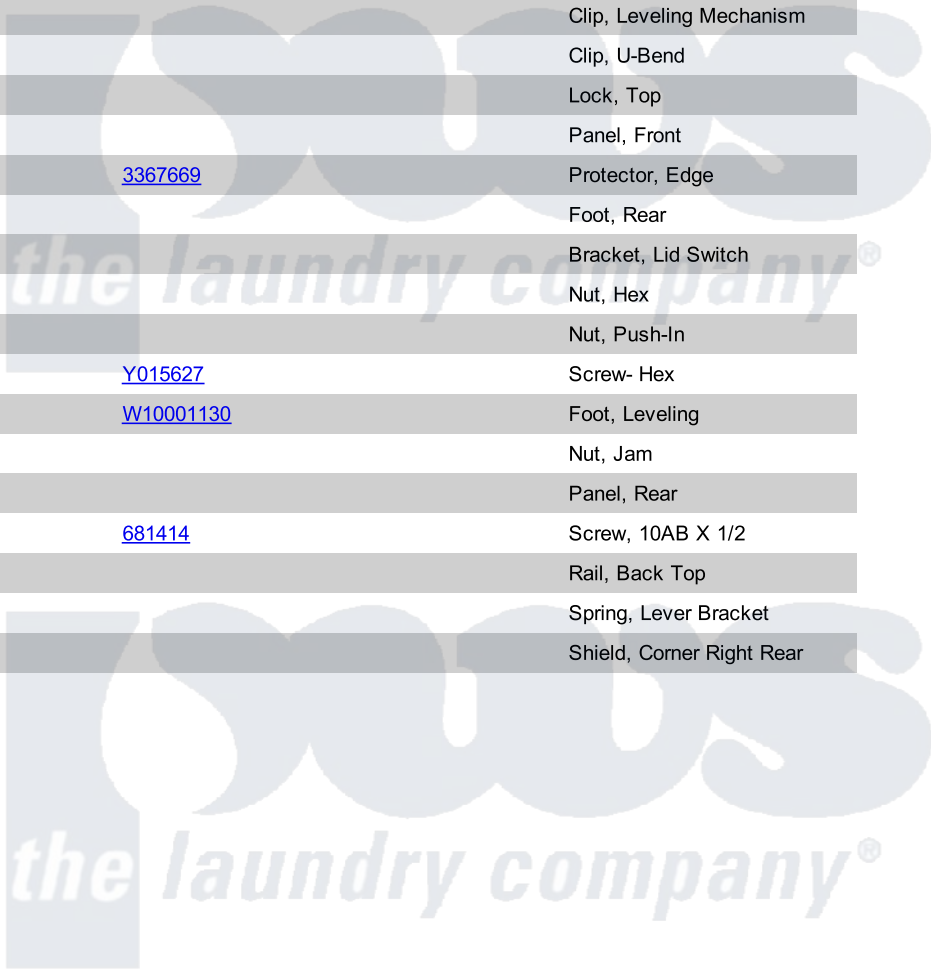 Clip, Leveling Mechanism
Clip, U-Bend
Lock, Top
Panel, Front
3367669 Protector, Edge
Foot, Rear
Bracket, Lid Switch
the laundry company®
Nut, Hex
Nut, Push-In
Y015627 Screw- Hex
W10001130 Foot, Leveling
Nut, Jam
Panel, Rear
681414 Screw, 10AB X 1/2
Rail, Back Top
Spring, Lever Bracket
Shield, Corner Right Rear
pws
the laundry company®